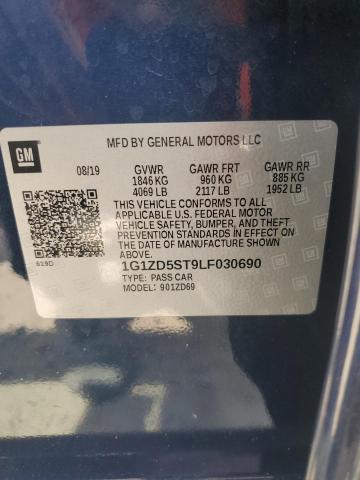 MFD BY GENERAL MOTORS LLC
GM
08/19 GVWR GAWR FRT GAWR RR
1846 KG 960 KG 885 KG
4069 LB 2117 LB 1952 LB
THIS VEHICLE CONFORMS TO ALL
APPLICABLE U.S. FEDERAL MOTOR
VEHICLE SAFETY, BUMPER, AND THEFT
PREVENTION STANDARDS IN EFFECT ON
THE DATE OF MANUFACTURE SHOWN
ABOVE.
619D
1G1ZD5ST9LF030690
TYPE: PASS CAR
MODEL: 901ZD69